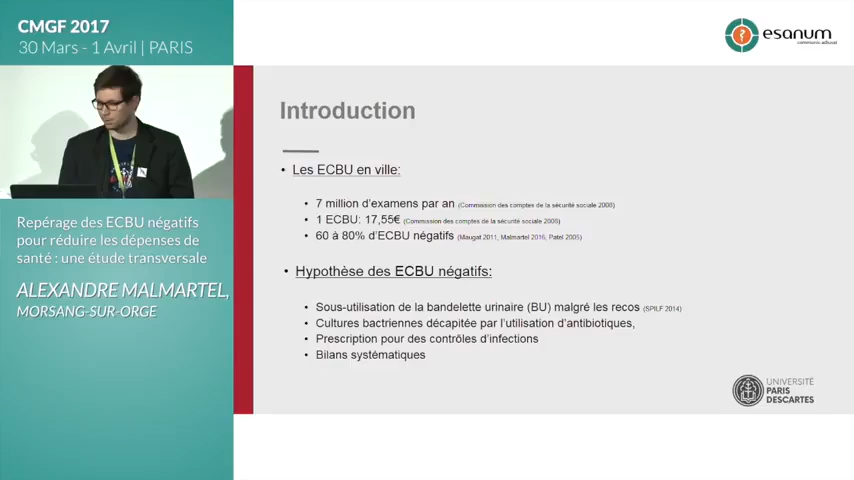 CMGF 2017
30 Mars - 1 Avril | PARIS
esanum
communic adiuvat
Repérage des ECBU négatifs
pour réduire les dépenses de
santé : une étude transversale
ALEXANDRE MALMARTEL,
MORSANG-SUR-ORGE
Introduction
• Les ECBU en ville:
• 7 million d'examens par an (Commission des comptes de la sécurité sociale 2008)
• 1 ECBU: 17,55€ (Commission des comptes de la sécurité sociale 2008)
• 60 à 80% d'ECBU négatifs (Maugat 2011, Malmartel 2016, Patel 2005)
• Hypothèse des ECBU négatifs:
• Sous-utilisation de la bandelette urinaire (BU) malgré les recos (SPILF 2014)
• Cultures bactriennes décapitée par l'utilisation d'antibiotiques,
• Prescription pour des contrôles d'infections
• Bilans systématiques
UNIVERSITÉ
PARIS
DESCARTES